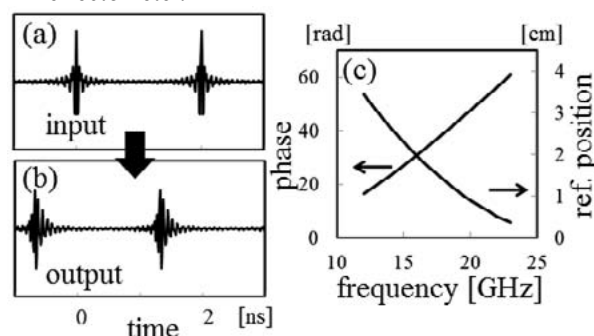 (a)
input
(b)
output
0 2 [ns]
time
[rad] [cm]
(c)
60
40
20
0
phase
4
3
2
1
0
ref. position
10 15 20 25
frequency [GHz]